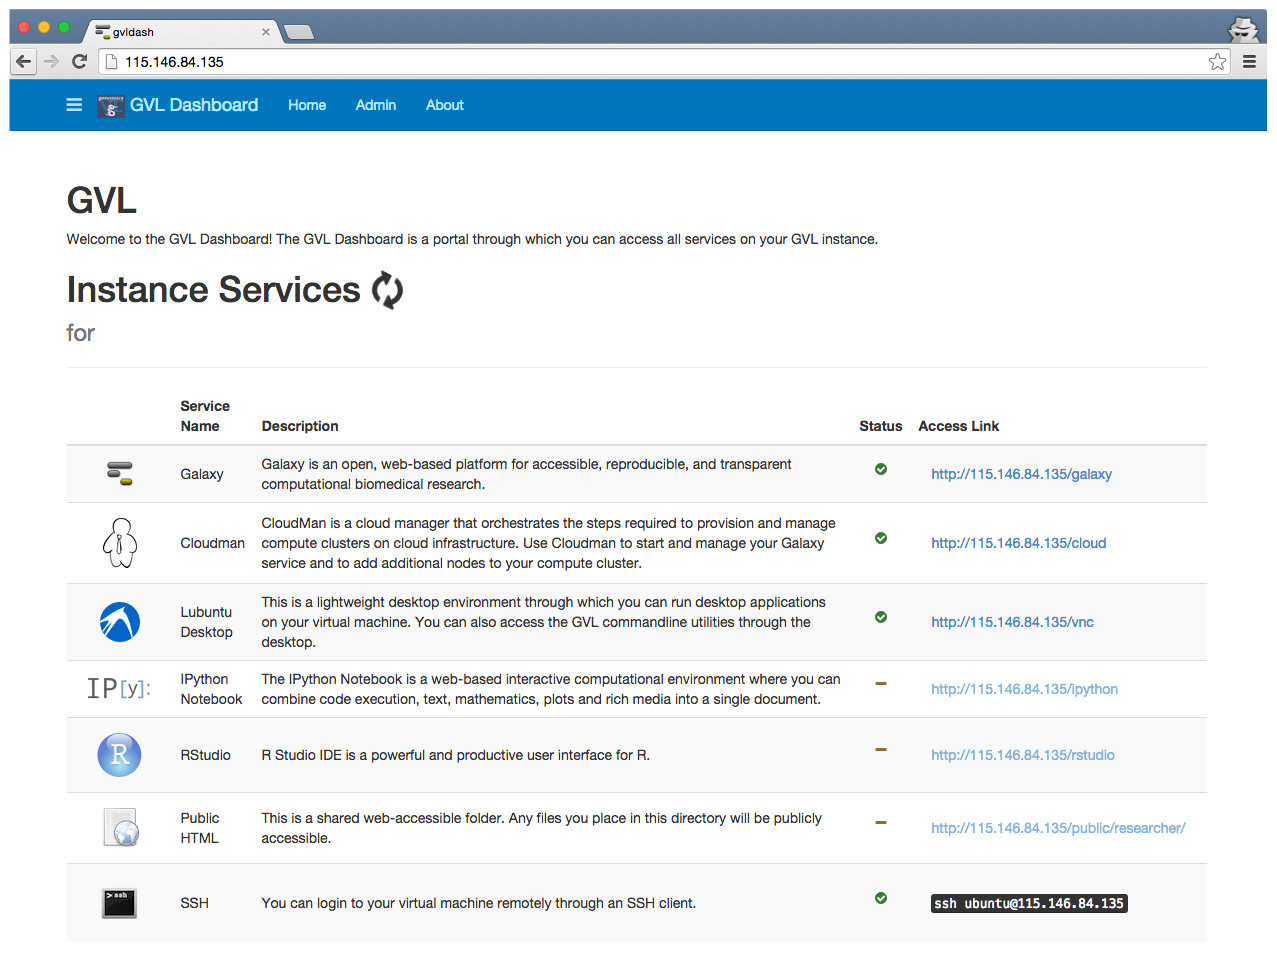 gvldash
115.146.84.135
GVL Dashboard Home Admin About
GVL
Welcome to the GVL Dashboard! The GVL Dashboard is a portal through which you can access all services on your GVL instance.
Instance Services
for
Service
Name Description Status Access Link
Galaxy
Galaxy is an open, web-based platform for accessible, reproducible, and transparent
computational biomedical research.
http://115.146.84.135/galaxy
Cloudman
CloudMan is a cloud manager that orchestrates the steps required to provision and manage
compute clusters on cloud infrastructure. Use Cloudman to start and manage your Galaxy
service and to add additional nodes to your compute cluster.
http://115.146.84.135/cloud
Lubuntu
Desktop
This is a lightweight desktop environment through which you can run desktop applications
on your virtual machine. You can also access the GVL commandline utilities through the
desktop.
http://115.146.84.135/vnc
IP[y]:
IPython
Notebook
The IPython Notebook is a web-based interactive computational environment where you can
combine code execution, text, mathematics, plots and rich media into a single document.
http://115.146.84.135/ipython
R
RStudio
R Studio IDE is a powerful and productive user interface for R.
http://115.146.84.135/rstudio
Public
HTML
This is a shared web-accessible folder. Any files you place in this directory will be publicly
accessible.
http://115.146.84.135/public/researcher/
> ssh
SSH
You can login to your virtual machine remotely through an SSH client.
ssh ubuntu@115.146.84.135